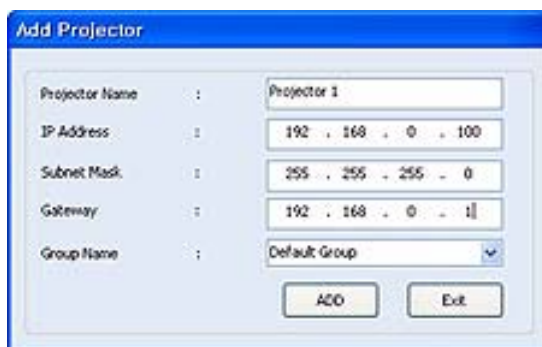 Add Projector
Projector Name : Projector 1
IP Address : 192 . 168 . 0 . 100
Subnet Mask : 255 . 255 . 255 . 0
Gateway : 192 . 168 . 0 . 1
Group Name : Default Group
ADD Exit